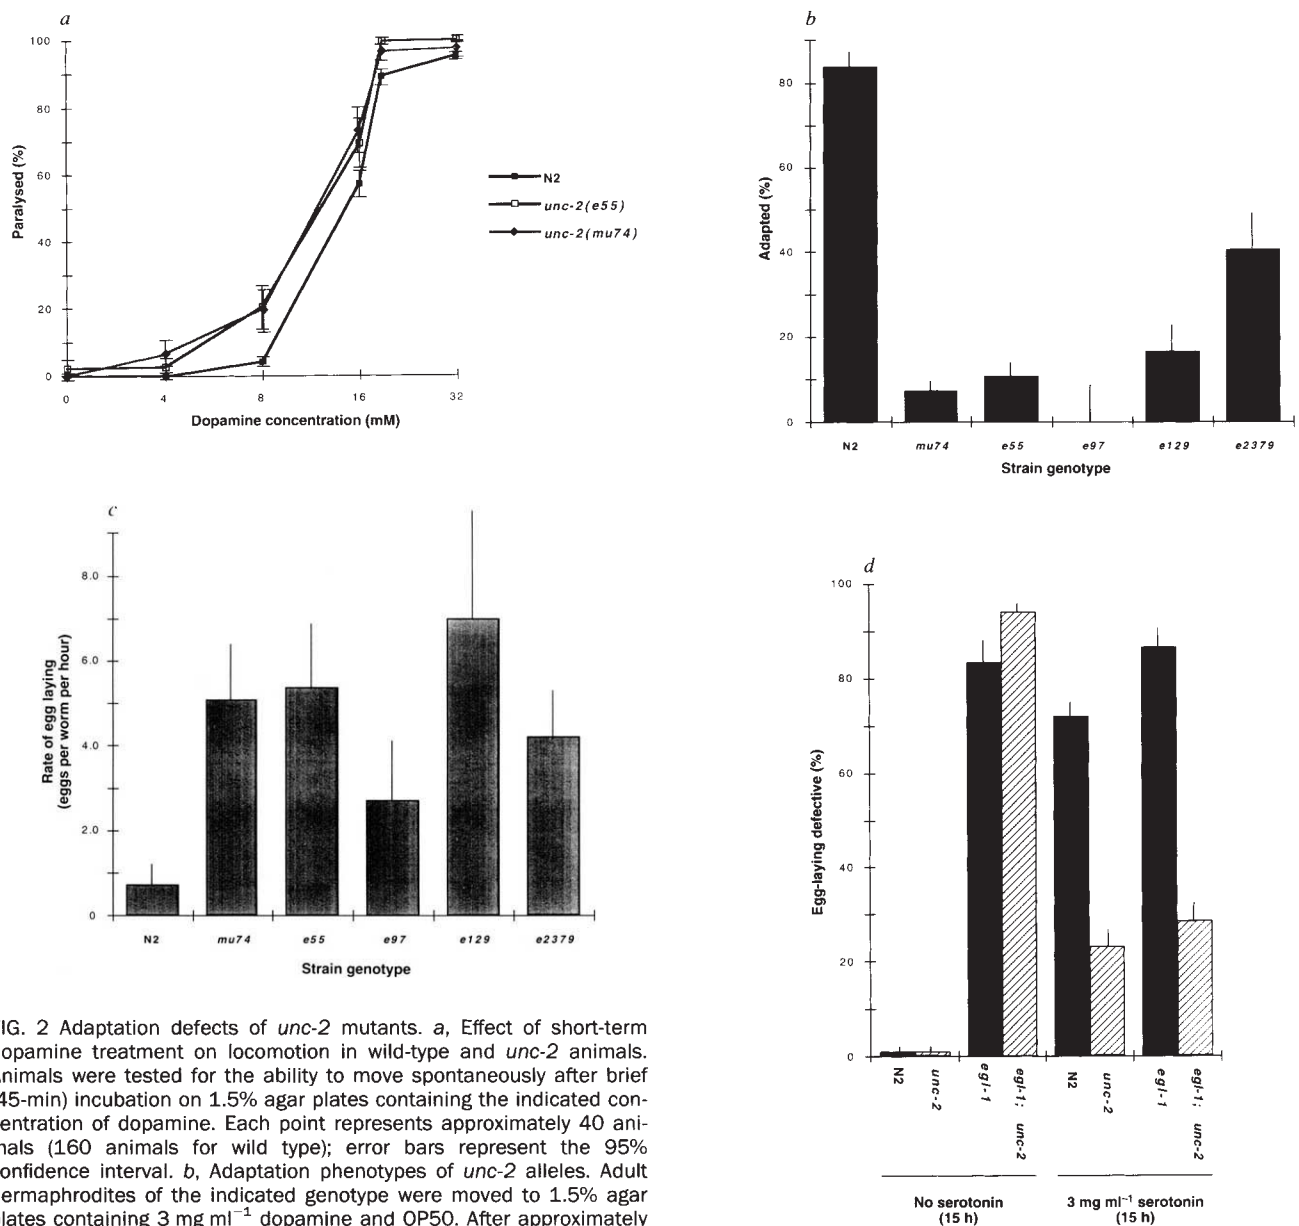 a
100
80
60
40
20
0
0 4 8 16 32
Paralysed (%)
Dopamine concentration (mM)
N2
unc-2(e55)
unc-2(mu74)
b
80
60
40
20
0
Adapted (%)
N2 mu74 e55 e97 e129 e2379
Strain genotype
c
8.0
6.0
4.0
2.0
0
Rate of egg laying
(eggs per worm per hour)
N2 mu74 e55 e97 e129 e2379
Strain genotype
d
100
80
60
40
20
0
Egg-laying defective (%)
N2 unc-2 egl-1 egl-1; unc-2 N2 unc-2 egl-1 egl-1; unc-2
No serotonin
(15 h)
3 mg ml⁻¹ serotonin
(15 h)
IG. 2 Adaptation defects of unc-2 mutants. a, Effect of short-term
opamine treatment on locomotion in wild-type and unc-2 animals.
nimals were tested for the ability to move spontaneously after brief
45-min) incubation on 1.5% agar plates containing the indicated con-
entration of dopamine. Each point represents approximately 40 ani-
nals (160 animals for wild type); error bars represent the 95%
onfidence interval. b, Adaptation phenotypes of unc-2 alleles. Adult
ermaphrodites of the indicated genotype were moved to 1.5% agar
lates containing 3 mg ml⁻¹ dopamine and OP50. After approximately